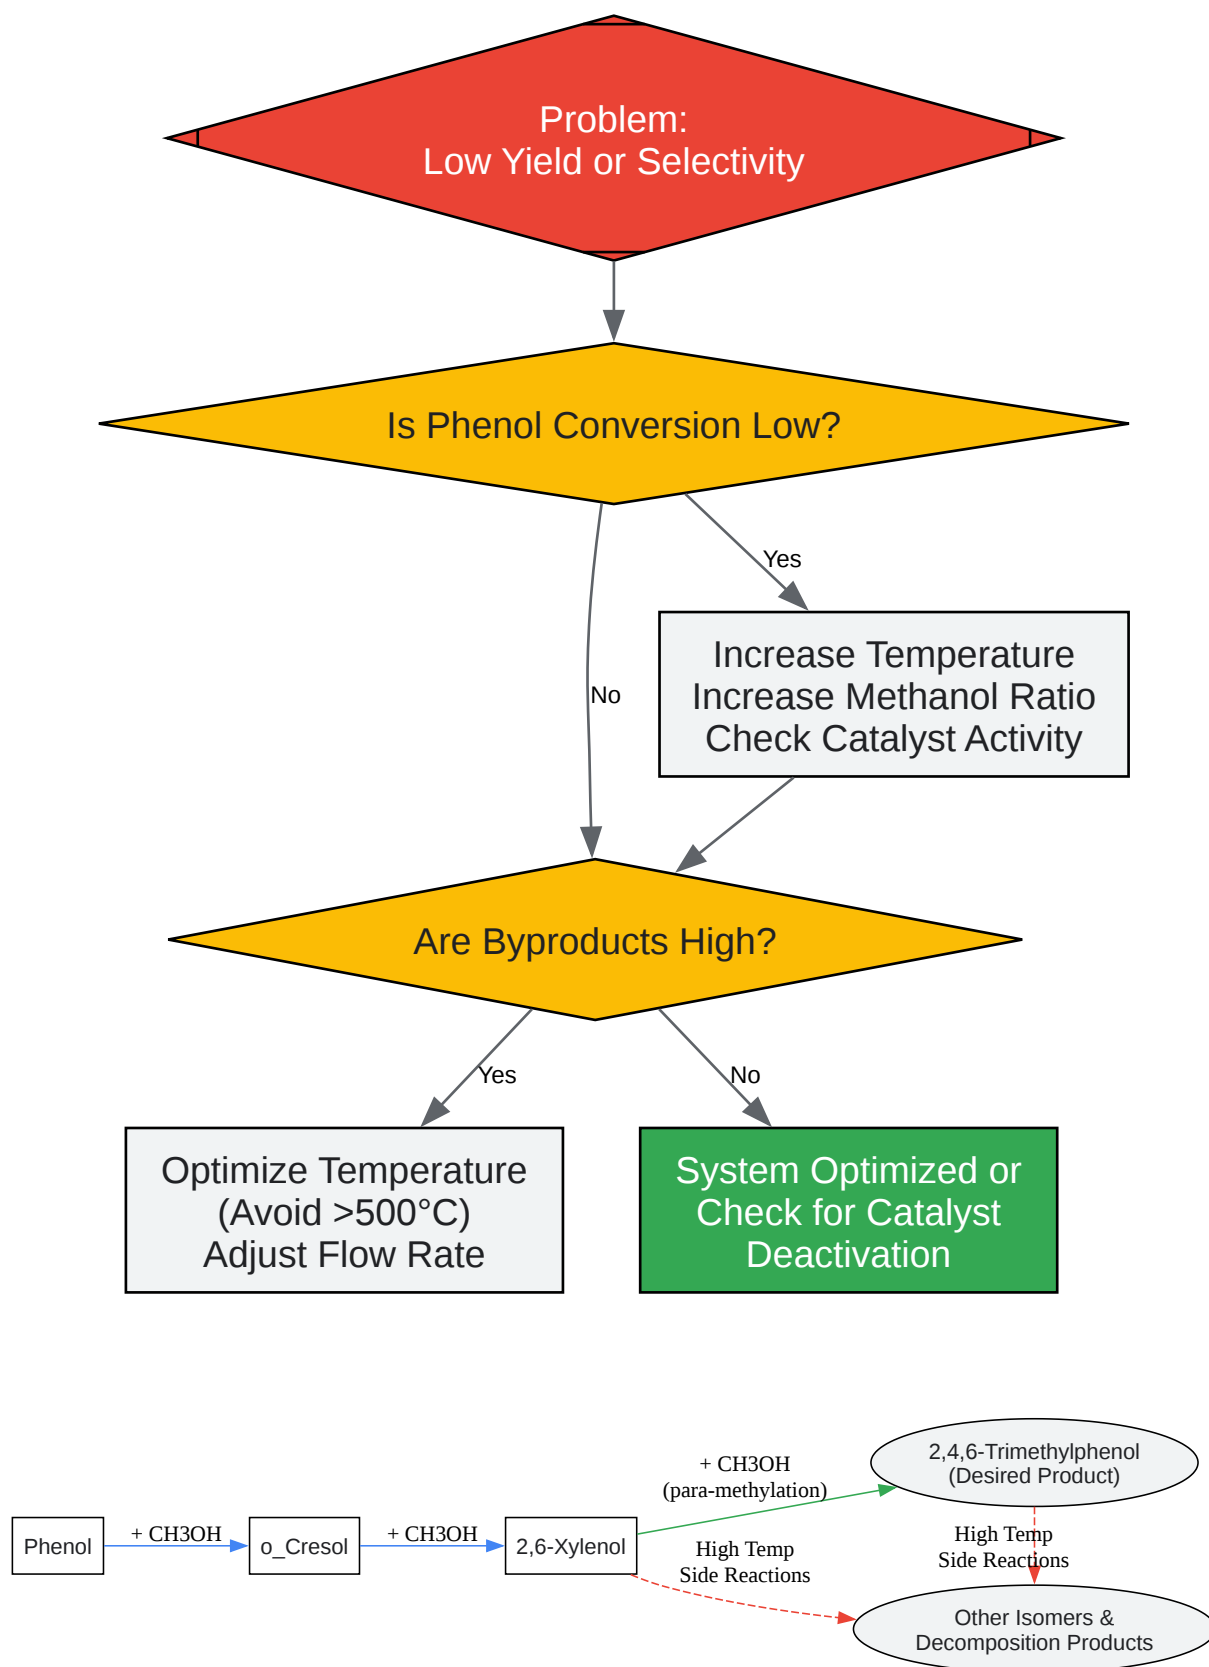 Problem:
Low Yield or Selectivity
Is Phenol Conversion Low?
Yes
Increase Temperature
Increase Methanol Ratio
Check Catalyst Activity
No
Are Byproducts High?
Yes
No
Optimize Temperature
(Avoid >500°C)
Adjust Flow Rate
System Optimized or
Check for Catalyst
Deactivation
Phenol
+ CH3OH
o_Cresol
+ CH3OH
2,6-Xylenol
+ CH3OH
(para-methylation)
2,4,6-Trimethylphenol
(Desired Product)
High Temp
Side Reactions
High Temp
Side Reactions
Other Isomers &
Decomposition Products